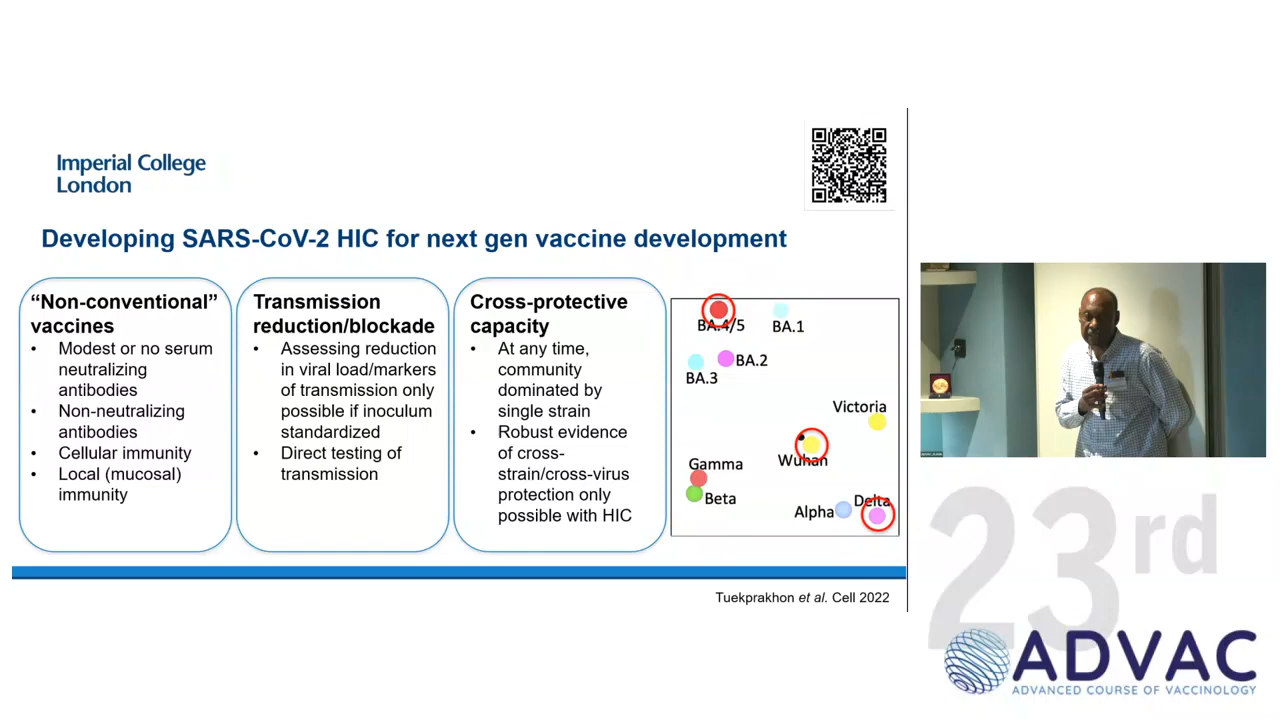 Imperial College
London
Developing SARS-CoV-2 HIC for next gen vaccine development
“Non-conventional”
vaccines
• Modest or no serum
neutralizing
antibodies
• Non-neutralizing
antibodies
• Cellular immunity
• Local (mucosal)
immunity
Transmission
reduction/blockade
• Assessing reduction
in viral load/markers
of transmission only
possible if inoculum
standardized
• Direct testing of
transmission
Cross-protective
capacity
• At any time,
community
dominated by
single strain
• Robust evidence
of cross-
strain/cross-virus
protection only
possible with HIC
BA.4/5
BA.1
BA.2
BA.3
Victoria
Wuhan
Gamma
Beta
Delta
Alpha
Tuekprakhon et al. Cell 2022
23rd
ADVAC
ADVANCED COURSE OF VACCINOLOGY